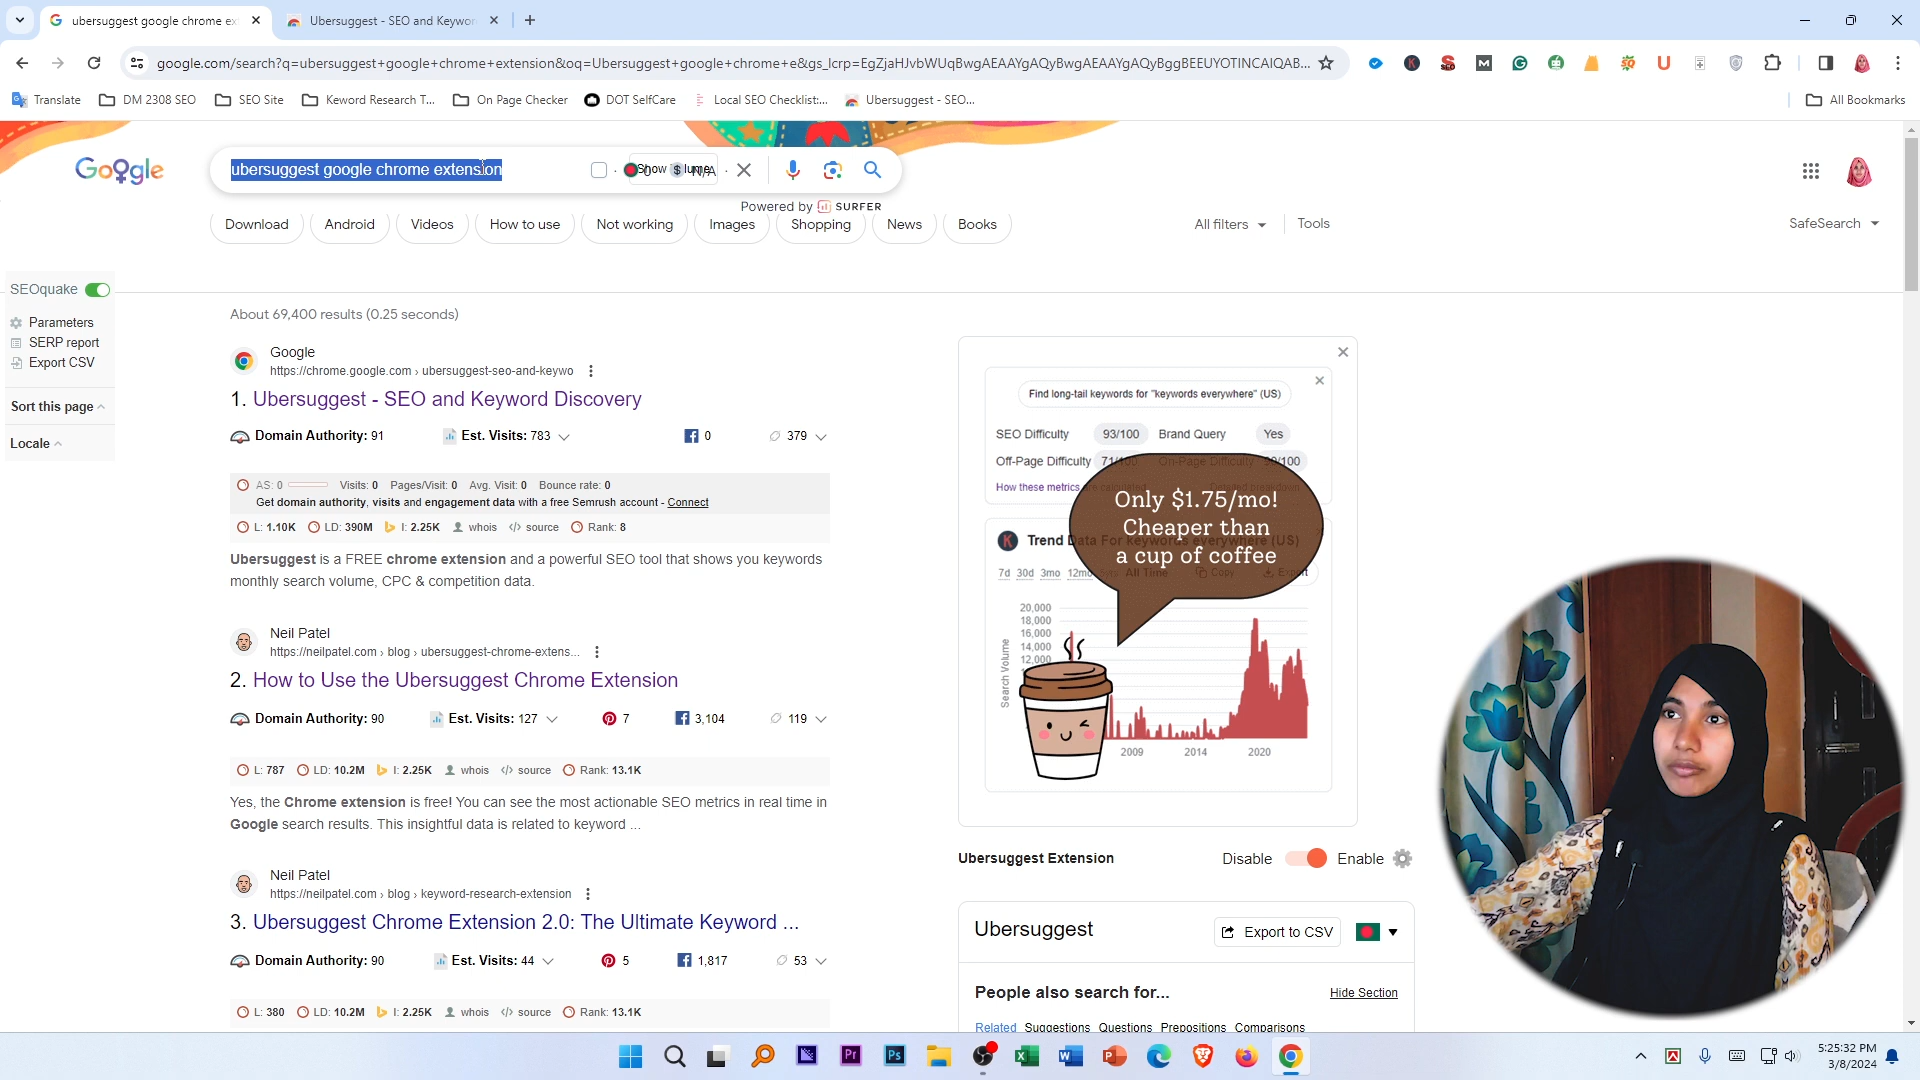 ubersuggest google chrome ex
Ubersuggest - SEO and Keywor
google.com/search?q=ubersuggest+google+chrome+extension&oq=Ubersuggest+google+chrome+e&gs_lcrp=EgZjaHJvbWUqBwgAEAAYgAQyBwgAEAAYgAQyBggBEEUYOTINCAIQAB...
Translate
DM 2308 SEO
SEO Site
Keword Research T...
On Page Checker
DOT SelfCare
Local SEO Checklist:...
Ubersuggest - SEO...
All Bookmarks
Google
ubersuggest google chrome extension
Show
N/A
Powered by SURFER
Download
Android
Videos
How to use
Not working
Images
Shopping
News
Books
All filters
Tools
SafeSearch
SEOquake
Parameters
SERP report
Export CSV
Sort this page
Locale
About 69,400 results (0.25 seconds)
Google
https://chrome.google.com › ubersuggest-seo-and-keywo
1. Ubersuggest - SEO and Keyword Discovery
Domain Authority: 91 Est. Visits: 783 0 379
AS: 0 Visits: 0 Pages/Visit: 0 Avg. Visit: 0 Bounce rate: 0
Get domain authority, visits and engagement data with a free Semrush account - Connect
L: 1.10K LD: 390M I: 2.25K whois source Rank: 8
Ubersuggest is a FREE chrome extension and a powerful SEO tool that shows you keywords
monthly search volume, CPC & competition data.
Neil Patel
https://neilpatel.com › blog › ubersuggest-chrome-extens...
2. How to Use the Ubersuggest Chrome Extension
Domain Authority: 90 Est. Visits: 127 7 3,104 119
L: 787 LD: 10.2M I: 2.25K whois source Rank: 13.1K
Yes, the Chrome extension is free! You can see the most actionable SEO metrics in real time in
Google search results. This insightful data is related to keyword ...
Neil Patel
https://neilpatel.com › blog › keyword-research-extension
3. Ubersuggest Chrome Extension 2.0: The Ultimate Keyword ...
Domain Authority: 90 Est. Visits: 44 5 1,817 53
L: 380 LD: 10.2M I: 2.25K whois source Rank: 13.1K
Find long-tail keywords for "keywords everywhere" (US)
SEO Difficulty 93/100 Brand Query Yes
Off-Page Difficulty
How these metrics
Only $1.75/mo!
Cheaper than
a cup of coffee
Trend Data For keywords everywhere (US)
7d 30d 3mo 12mo 5yrs All Time Copy Export
Search Volume
20,000
18,000
16,000
14,000
12,000
2009 2014 2020
Ubersuggest Extension
Disable
Enable
Ubersuggest
Export to CSV
People also search for...
Hide Section
Related Suggestions Questions Prepositions Comparisons
5:25:32 PM
3/8/2024